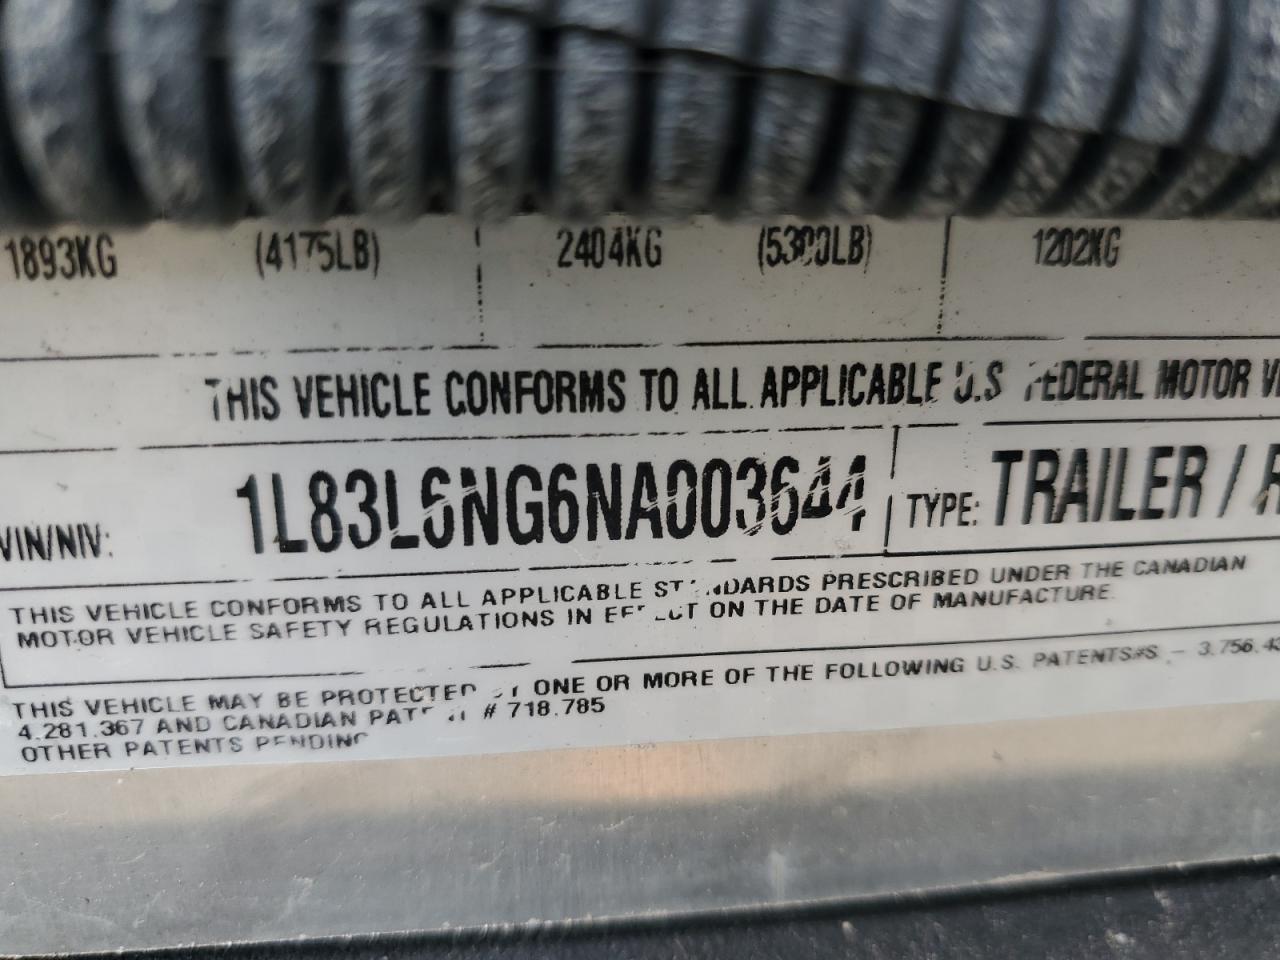 1893KG (4175LB) 2404KG (5300LB) 1202KG
THIS VEHICLE CONFORMS TO ALL APPLICABLE U.S FEDERAL MOTOR
VIN/NIV: 1L83L6NG6NA003644 TYPE: TRAILER /
THIS VEHICLE CONFORMS TO ALL APPLICABLE STANDARDS PRESCRIBED UNDER THE CANADIAN
MOTOR VEHICLE SAFETY REGULATIONS IN EFFECT ON THE DATE OF MANUFACTURE.
THIS VEHICLE MAY BE PROTECTED BY ONE OR MORE OF THE FOLLOWING U.S. PATENTS#S - 3.756.43
4.281.367 AND CANADIAN PATENT # 718.785
OTHER PATENTS PENDING